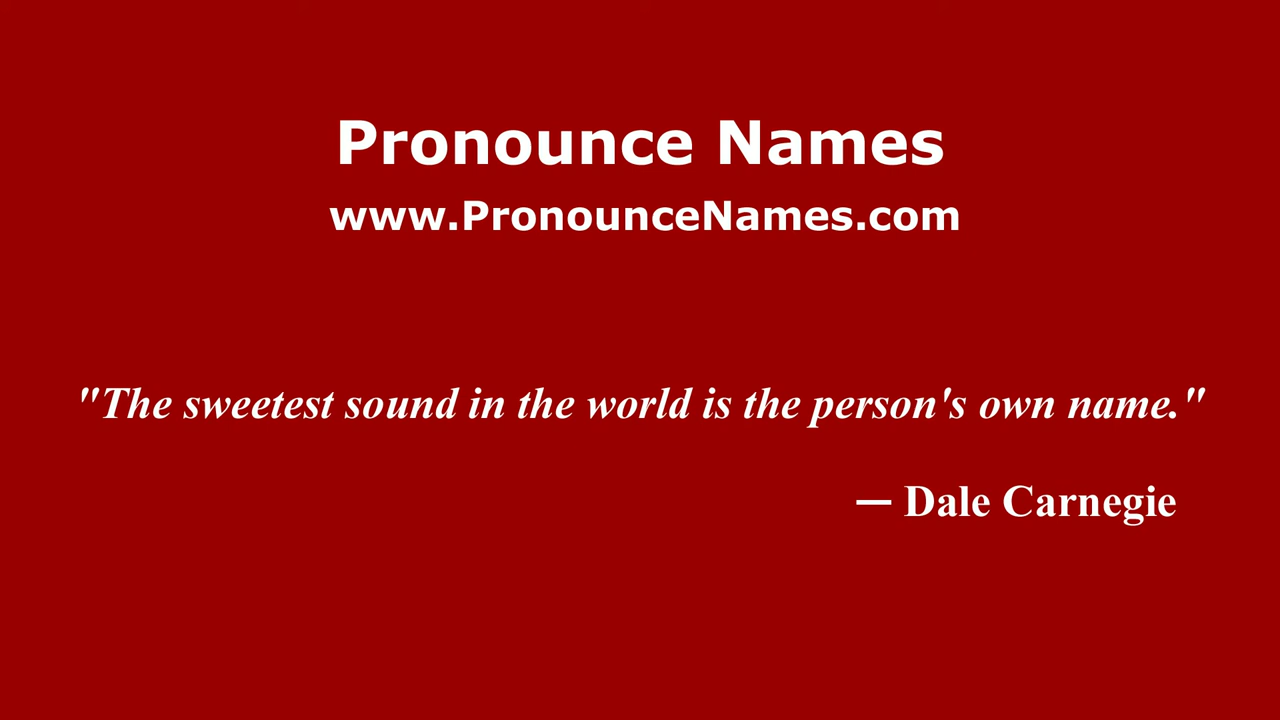 Pronounce Names
www.PronounceNames.com
"The sweetest sound in the world is the person's own name."
— Dale Carnegie